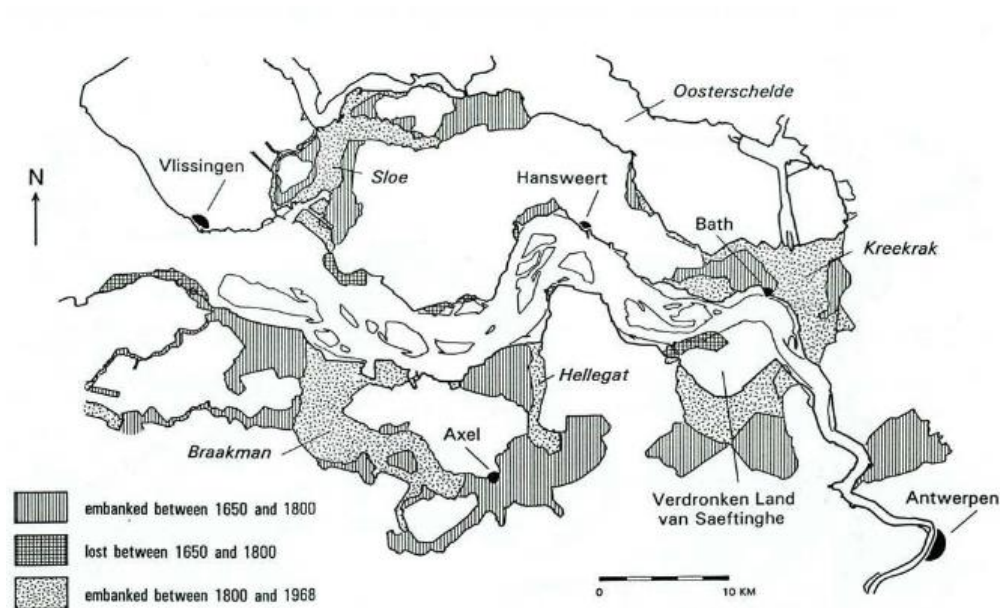 Oosterschelde
Vlissingen
N
Sloe
Hansweert
Bath
Kreekrak
Hellegat
Braakman
Axel
Verdronken Land
van Saeftinghe
Antwerpen
embanked between 1650 and 1800
lost between 1650 and 1800
embanked between 1800 and 1968
0 10 KM